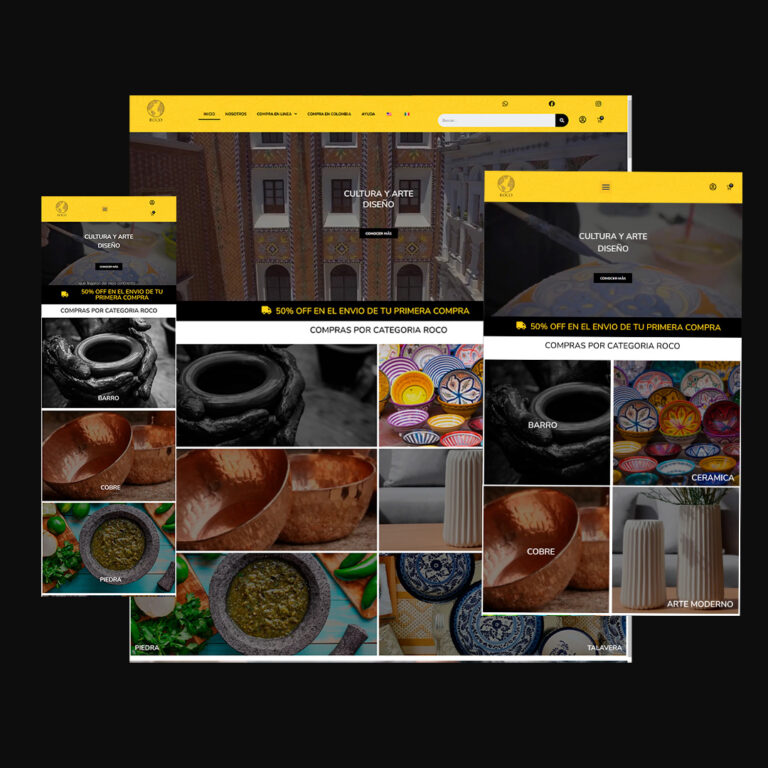 ROCO
INICIO
NOSOTROS
COMPRA EN LINEA
COMPRA EN COLOMBIA
AYUDA
Buscar...
CULTURA Y ARTE
DISEÑO
CONOCER MÁS
50% OFF EN EL ENVIO DE TU PRIMERA COMPRA
COMPRAS POR CATEGORIA ROCO
PIEDRA
TALAVERA
ROCO
CULTURA Y ARTE
DISEÑO
CONOCER MÁS
50% OFF EN EL ENVIO DE TU
PRIMERA COMPRA
COMPRAS POR CATEGORIA ROCO
BARRO
COBRE
PIEDRA
ROCO
CULTURA Y ARTE
DISEÑO
CONOCER MÁS
50% OFF EN EL ENVIO DE TU PRIMERA COMPRA
COMPRAS POR CATEGORIA ROCO
BARRO
CERAMICA
COBRE
ARTE MODERNO